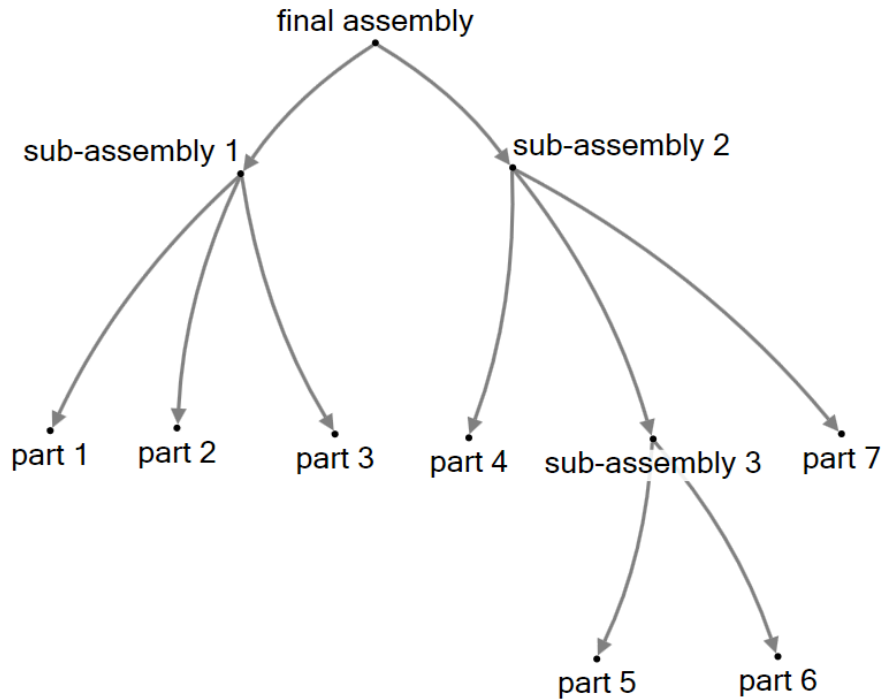 final assembly
sub-assembly 1
sub-assembly 2
part 1
part 2
part 3
part 4
sub-assembly 3
part 7
part 5
part 6